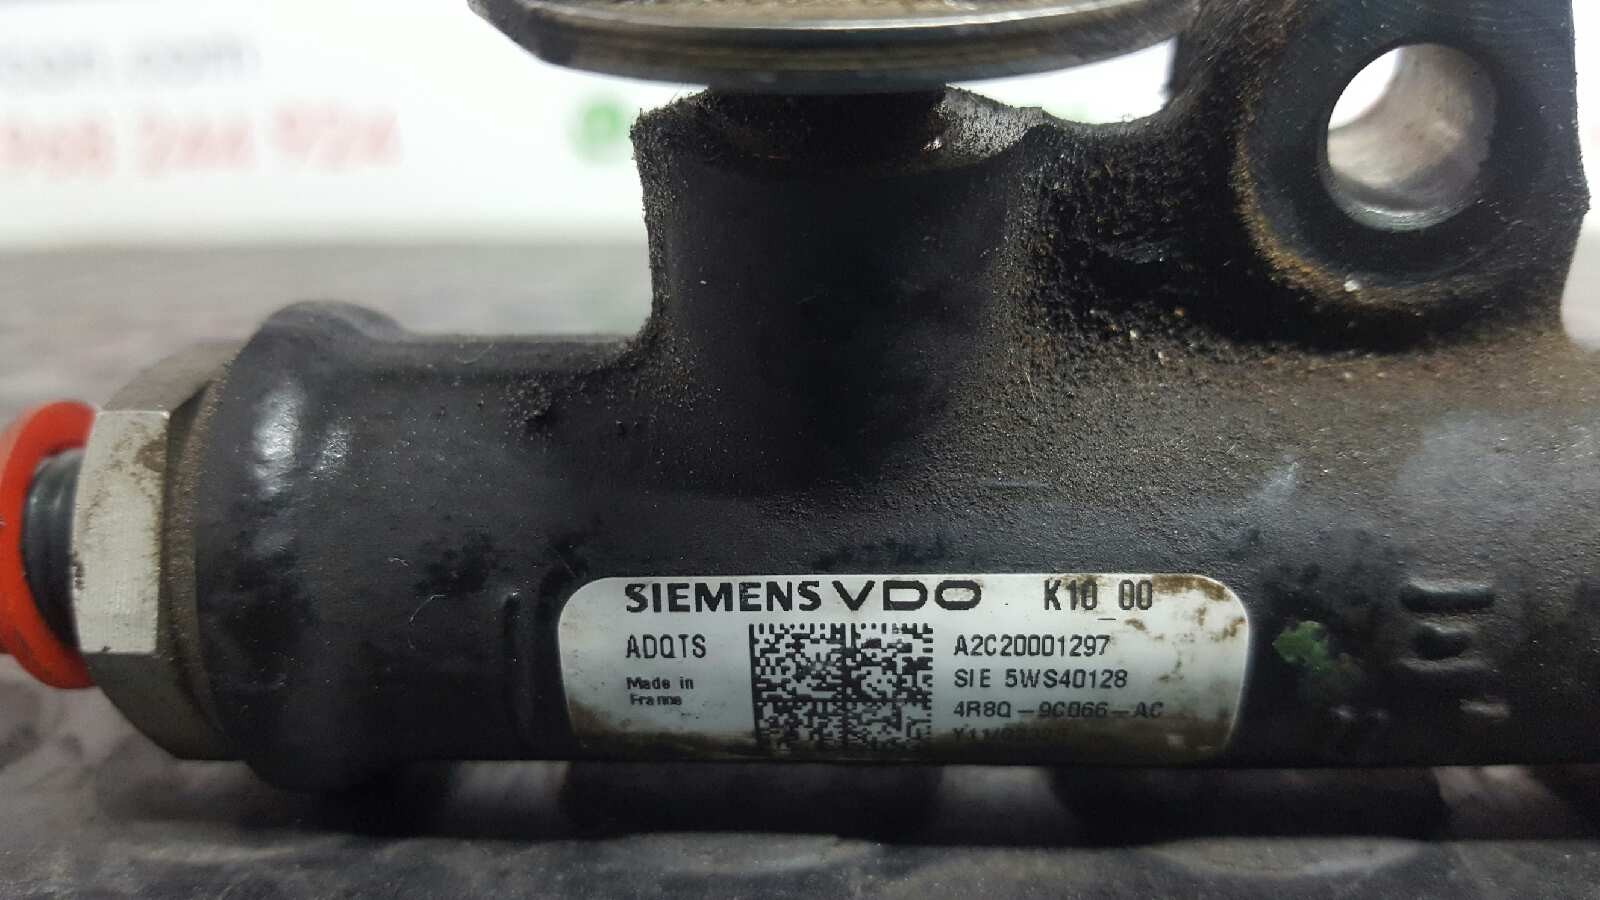 SIEMENS VDO K10 00
ADQTS
Made in
France
A2C20001297
SIE 5WS40128
4R8Q-9C066-AC